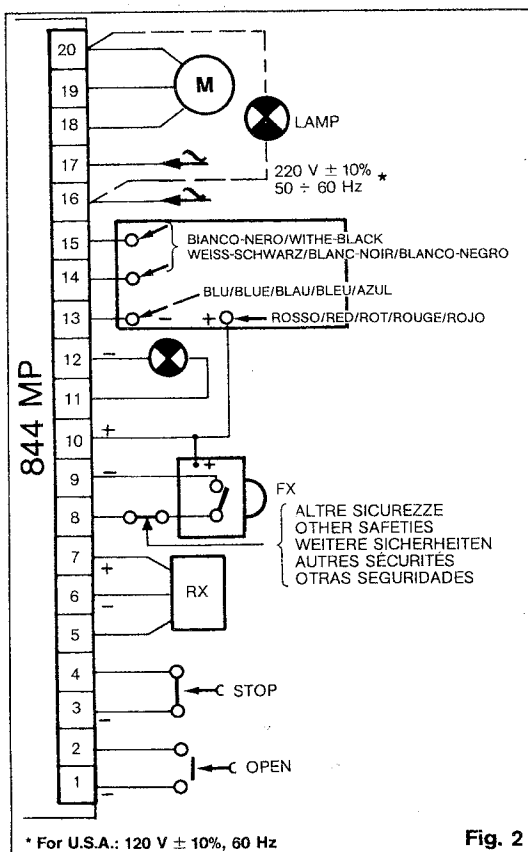 20
M
19
18
LAMP
17
220 V ± 10% *
16
50 ÷ 60 Hz
15
BIANCO-NERO/WITHE-BLACK
WEISS-SCHWARZ/BLANC-NOIR/BLANCO-NEGRO
14
BLU/BLUE/BLAU/BLEU/AZUL
13 − + ROSSO/RED/ROT/ROUGE/ROJO
12 −
11
844 MP
10 +
+
9 −
FX
8
ALTRE SICUREZZE
OTHER SAFETIES
WEITERE SICHERHEITEN
AUTRES SÉCURITÉS
OTRAS SEGURIDADES
7 +
6 −
RX
5
4
STOP
3 −
2
OPEN
1 −
* For U.S.A.: 120 V ± 10%, 60 Hz
Fig. 2